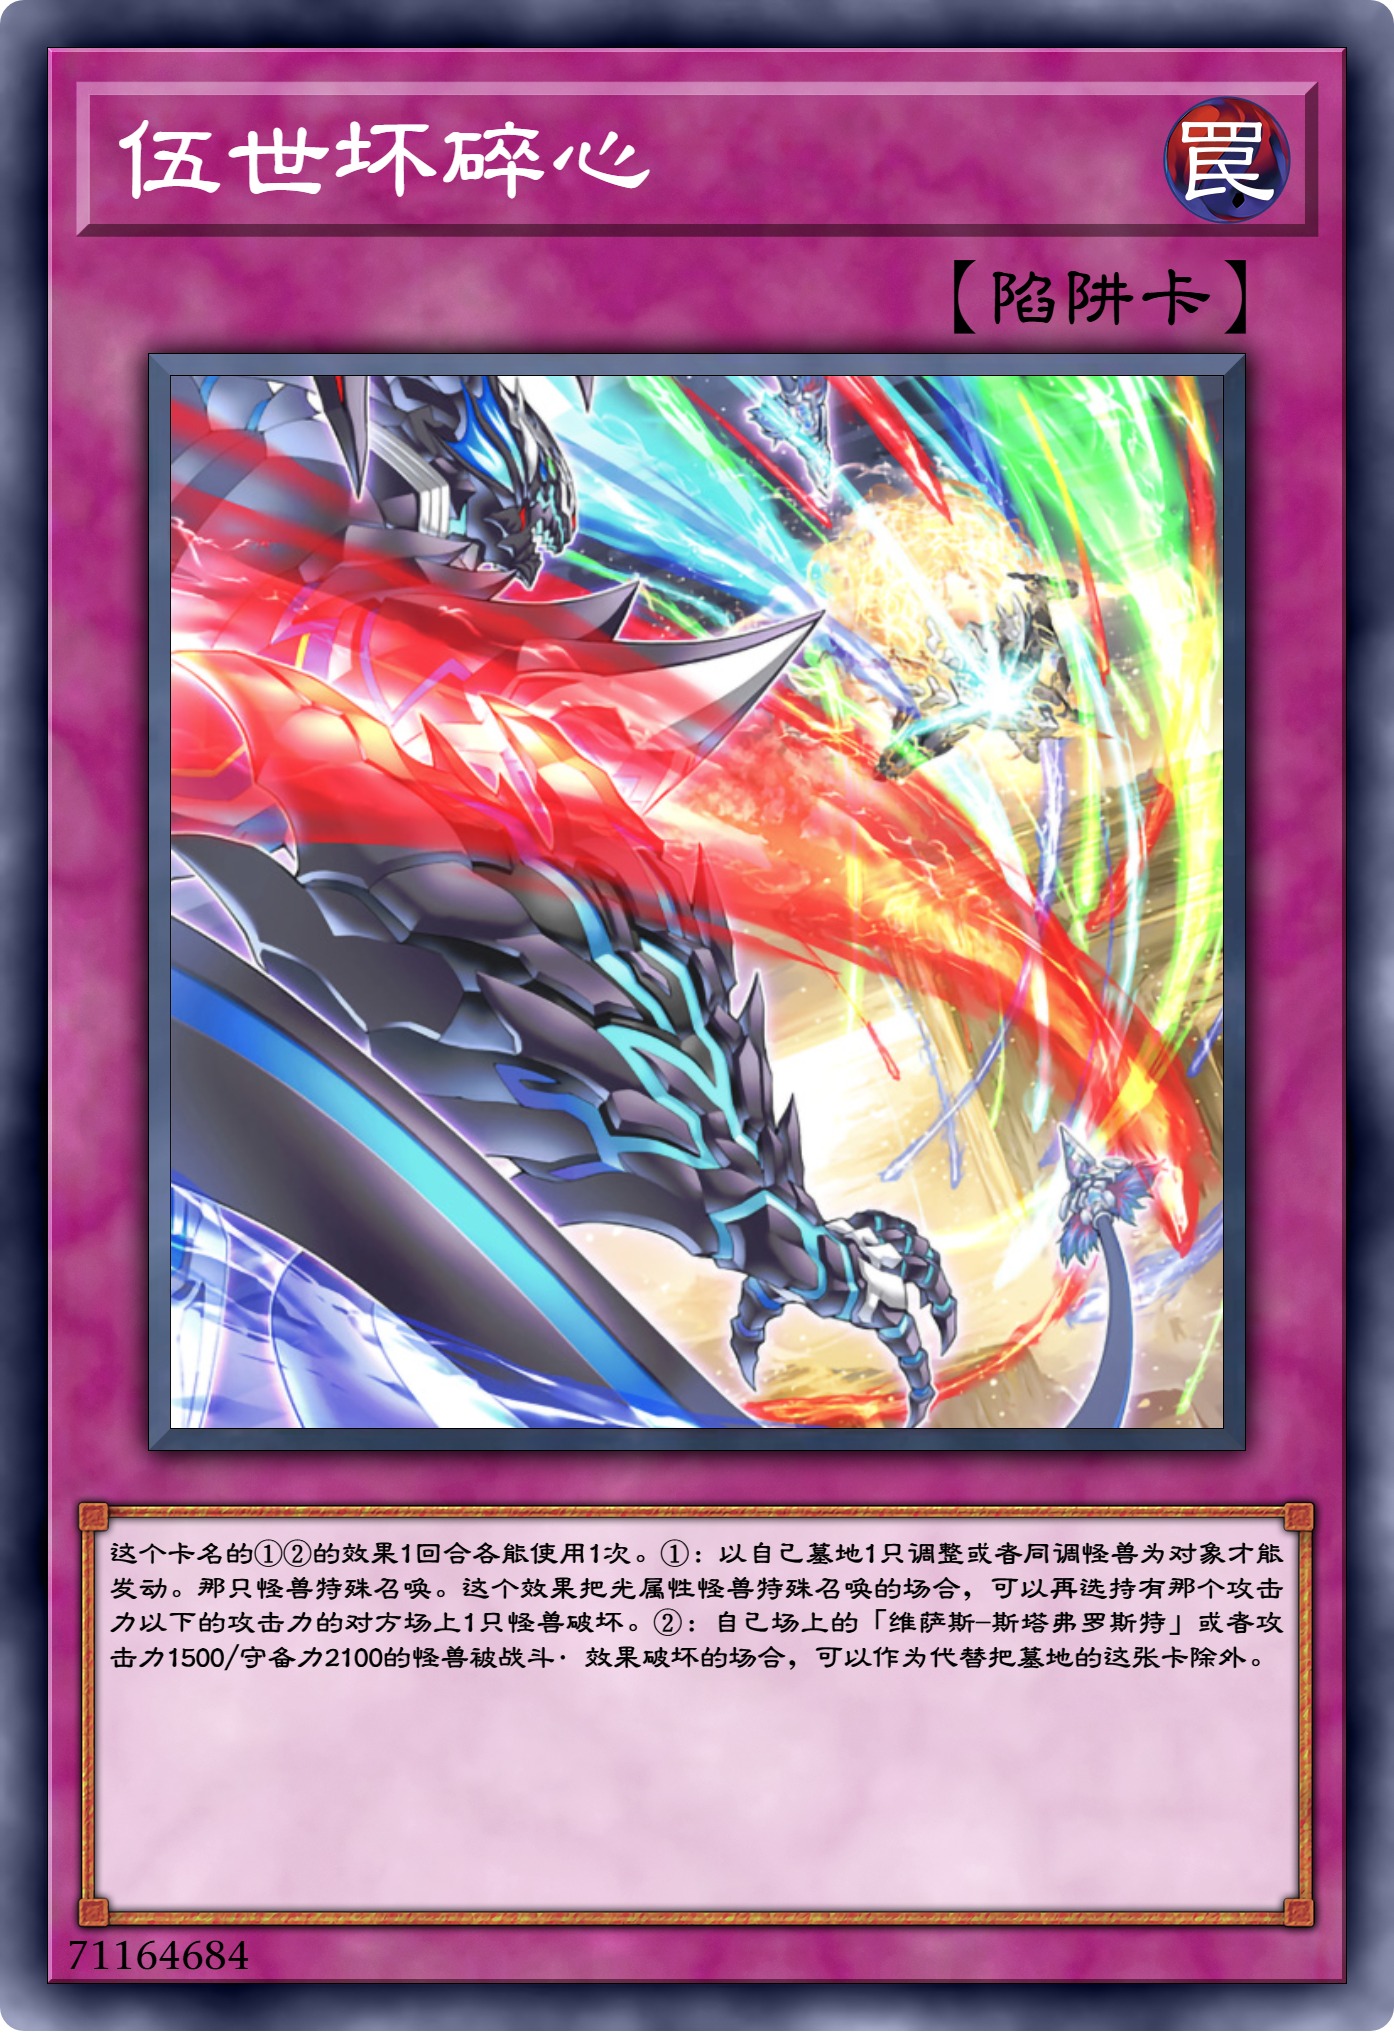 伍世坏碎心
罠
【陷阱卡】
这个卡名的①②的效果1回合各能使用1次。①：以自己墓地1只调整或者同调怪兽为对象才能
发动。那只怪兽特殊召唤。这个效果把光属性怪兽特殊召唤的场合，可以再选持有那个攻击
力以下的攻击力的对方场上1只怪兽破坏。②：自己场上的「维萨斯-斯塔弗罗斯特」或者攻
击力1500/守备力2100的怪兽被战斗·效果破坏的场合，可以作为代替把墓地的这张卡除外。
71164684